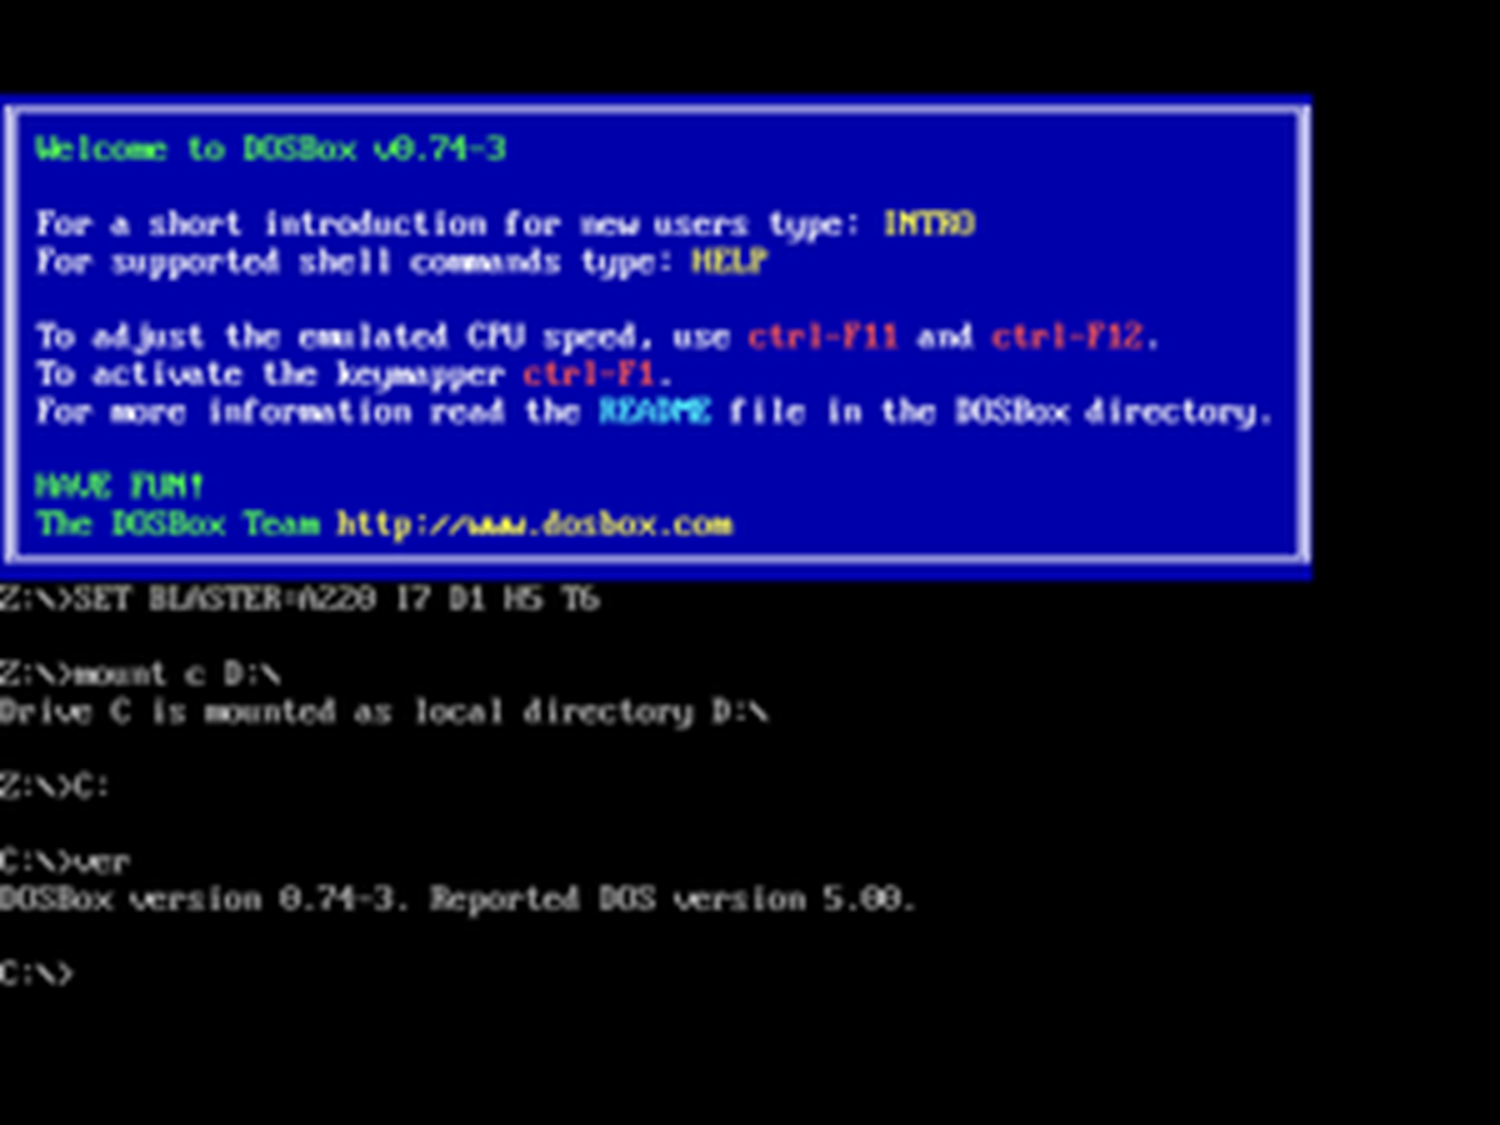 Welcome to DOSBox v0.74-3
For a short introduction for new users type: INTRO
For supported shell commands type: HELP
To adjust the emulated CPU speed, use ctrl-F11 and ctrl-F12.
To activate the keymapper ctrl-F1.
For more information read the README file in the DOSBox directory.
HAVE FUN!
The DOSBox Team http://www.dosbox.com
Z:\>SET BLASTER=A220 I7 D1 H5 T6
Z:\>mount c D:\
Drive C is mounted as local directory D:\
Z:\>C:
C:\>ver
DOSBox version 0.74-3. Reported DOS version 5.00.
C:\>